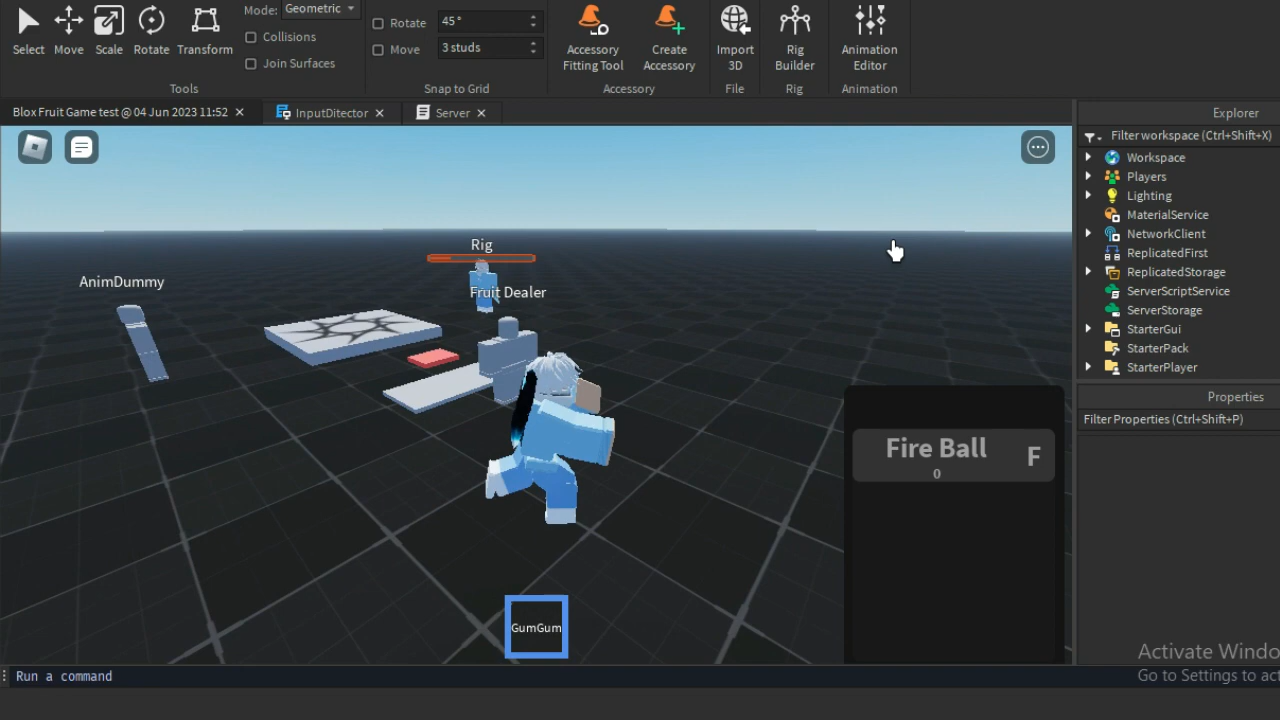 Select
Move
Scale
Rotate
Transform
Mode:
Geometric
Collisions
Join Surfaces
Tools
Rotate
45°
Move
3 studs
Snap to Grid
Accessory
Fitting Tool
Create
Accessory
Accessory
Import
3D
File
Rig
Builder
Rig
Animation
Editor
Animation
Blox Fruit Game test @ 04 Jun 2023 11:52
InputDitector
Server
Explorer
Filter workspace (Ctrl+Shift+X)
Workspace
Players
Lighting
MaterialService
NetworkClient
ReplicatedFirst
ReplicatedStorage
ServerScriptService
ServerStorage
StarterGui
StarterPack
StarterPlayer
Properties
Filter Properties (Ctrl+Shift+P)
Rig
AnimDummy
Fruit Dealer
Fire Ball
0
F
GumGum
Activate Windo
Go to Settings to act
Run a command